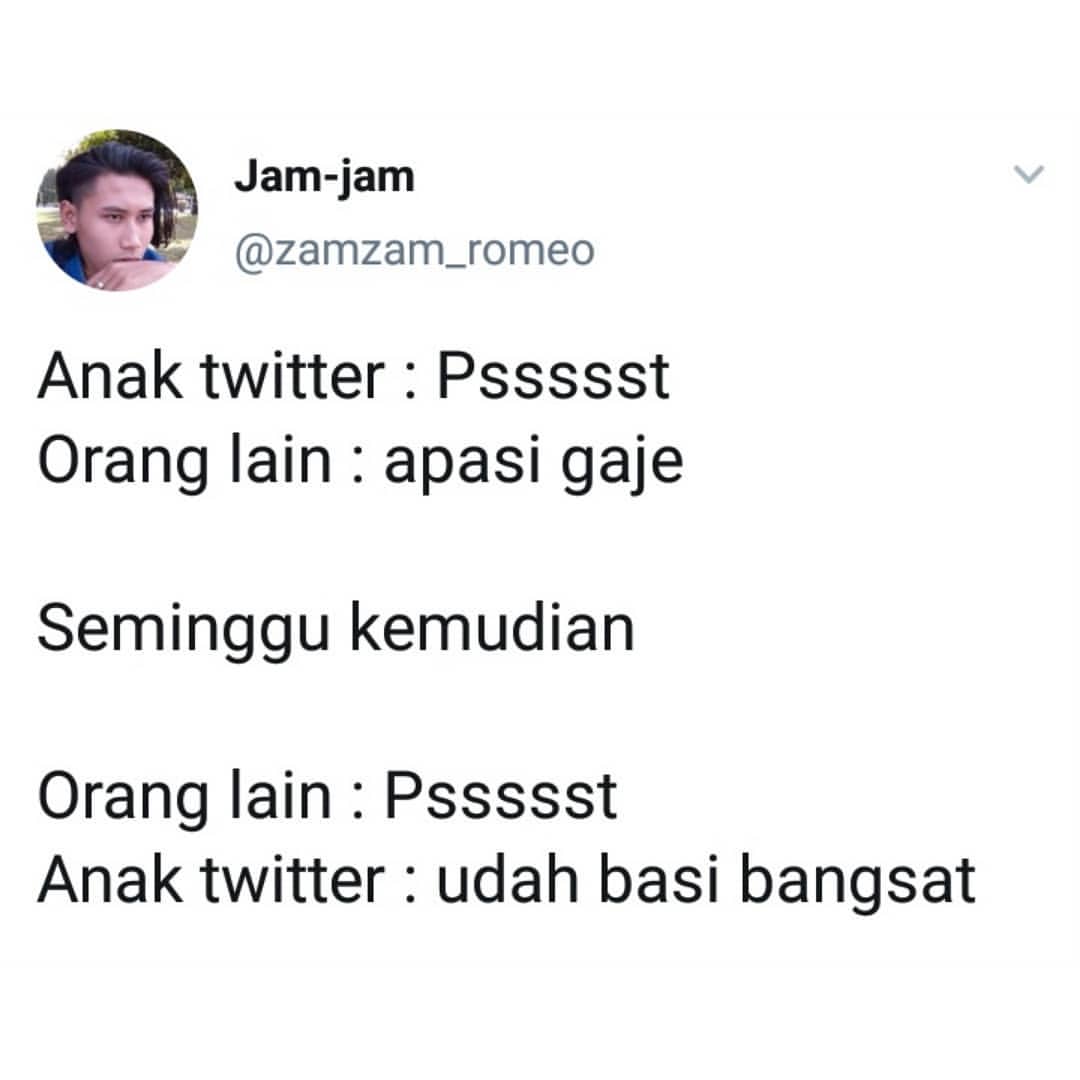 Jam-jam
@zamzam_romeo
Anak twitter : Pssssst
Orang lain : apasi gaje
Seminggu kemudian
Orang lain : Pssssst
Anak twitter : udah basi bangsat